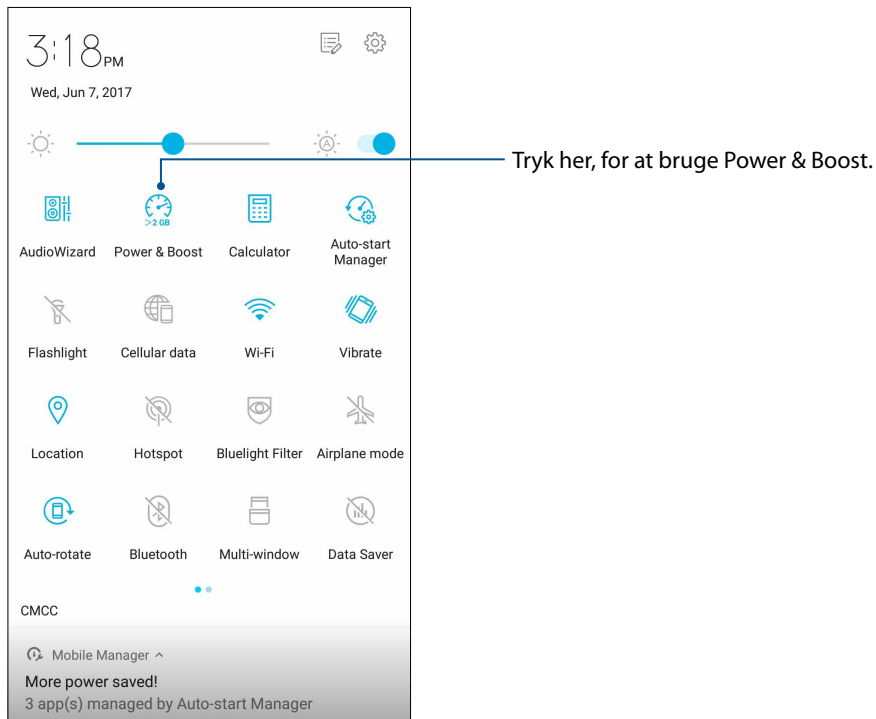 3:18 PM
Wed, Jun 7, 2017
A
Tryk her, for at bruge Power & Boost.
>2 GB
AudioWizard Power & Boost Calculator Auto-start Manager
Flashlight Cellular data Wi-Fi Vibrate
Location Hotspot Bluelight Filter Airplane mode
Auto-rotate Bluetooth Multi-window Data Saver
CMCC
Mobile Manager
More power saved!
3 app(s) managed by Auto-start Manager